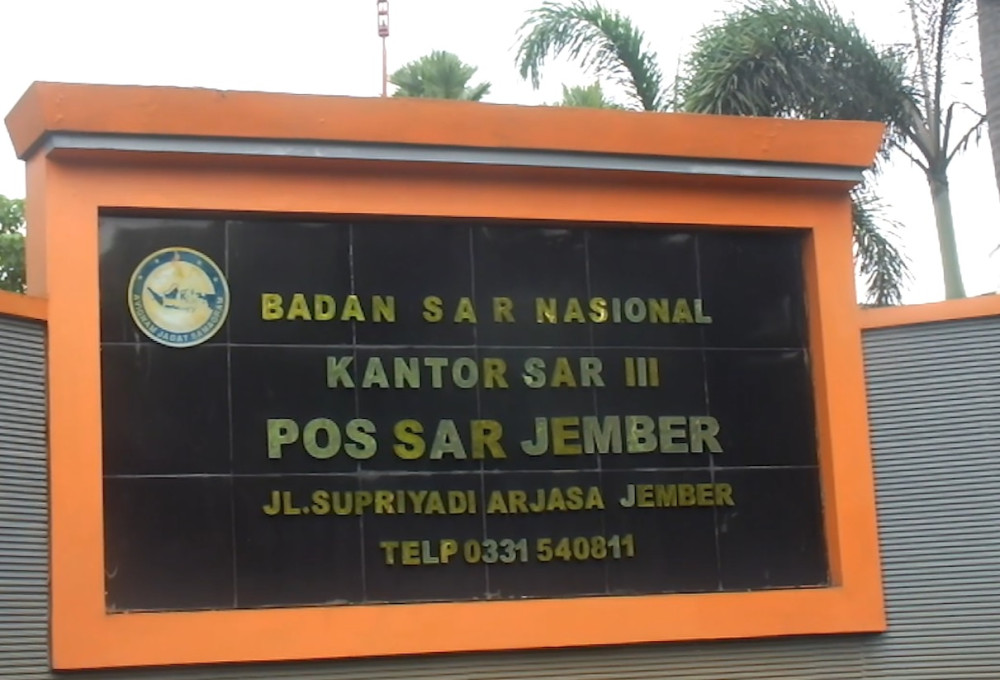 BADAN SAR NASIONAL
KANTOR SAR III
POS SAR JEMBER
JL.SUPRIYADI ARJASA JEMBER
TELP 0331 540811